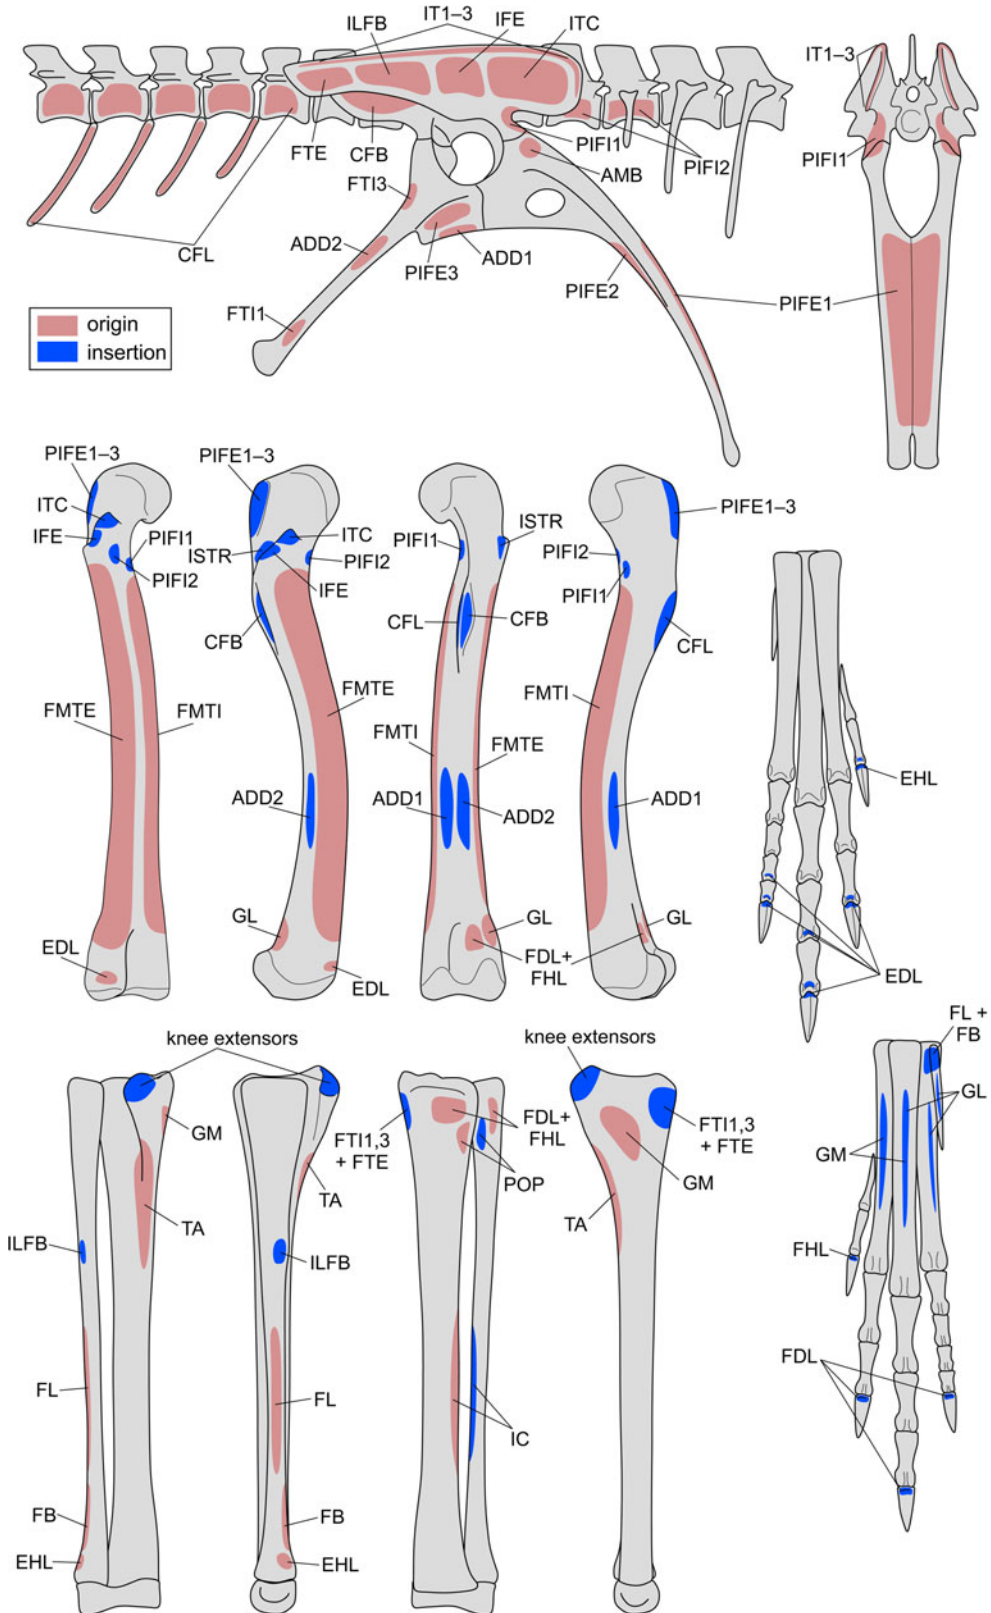 IT1–3
ILFB
IFE
ITC
IT1–3
FTE
CFB
PIFI1
PIFI2
PIFI1
AMB
FTI3
CFL
ADD2
PIFE3
ADD1
PIFE2
PIFE1
FTI1
origin
insertion
PIFE1–3
ITC
IFE
PIFI1
PIFI2
FMTE
FMTI
EDL
PIFE1–3
ISTR
ITC
PIFI2
IFE
CFB
FMTE
ADD2
GL
EDL
PIFI1
ISTR
CFL
CFB
FMTI
FMTE
ADD1
ADD2
GL
FDL+
FHL
PIFE1–3
PIFI2
PIFI1
CFL
FMTI
ADD1
GL
EHL
EDL
knee extensors
GM
TA
ILFB
FL
FB
EHL
TA
ILFB
FL
FB
EHL
FTI1,3
+ FTE
FDL+
FHL
POP
IC
knee extensors
FTI1,3
+ FTE
GM
TA
FL +
FB
GL
GM
FHL
FDL